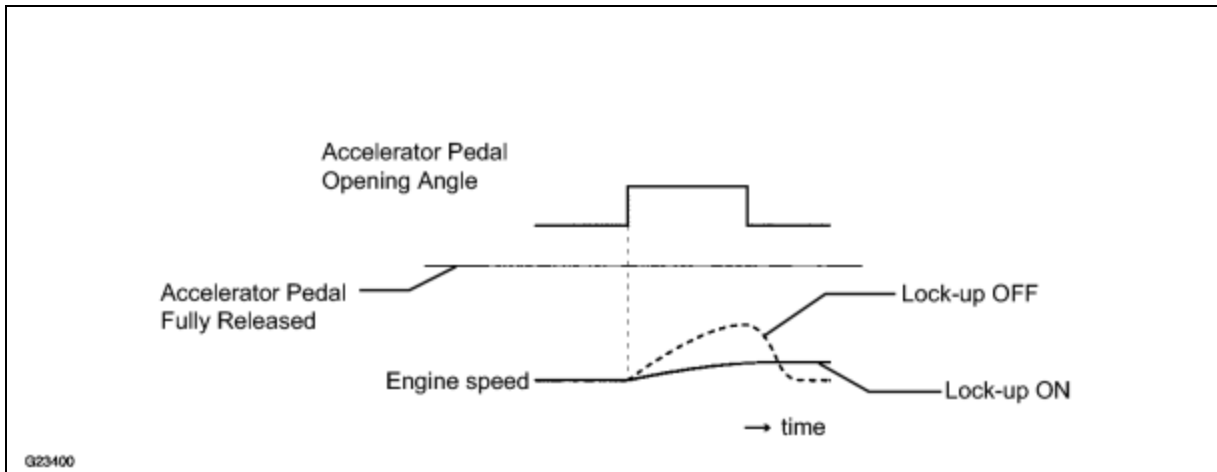 Accelerator Pedal
Opening Angle
Accelerator Pedal
Fully Released
Lock-up OFF
Engine speed
Lock-up ON
→ time
G23400